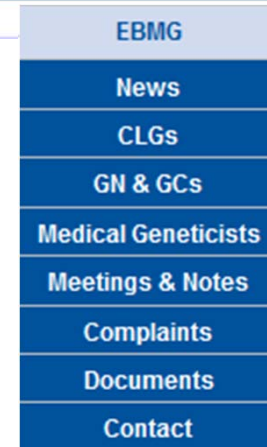 EBMG
News
CLGs
GN & GCs
Medical Geneticists
Meetings & Notes
Complaints
Documents
Contact